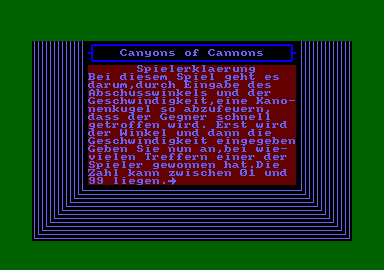 Canyons of Cannons
Spielerklaerung
Bei diesem Spiel geht es
darum,durch Eingabe des
Abschusswinkels und der
Geschwindigkeit,eine Kano-
nenkugel so abzufeuern,
dass der Gegner schnell
getroffen wird. Erst wird
der Winkel und dann die
Geschwindigkeit eingegeben
Geben Sie nun an,bei wie-
vielen Treffern einer der
Spieler gewonnen hat.Die
Zahl kann zwischen 01 und
99 liegen.→